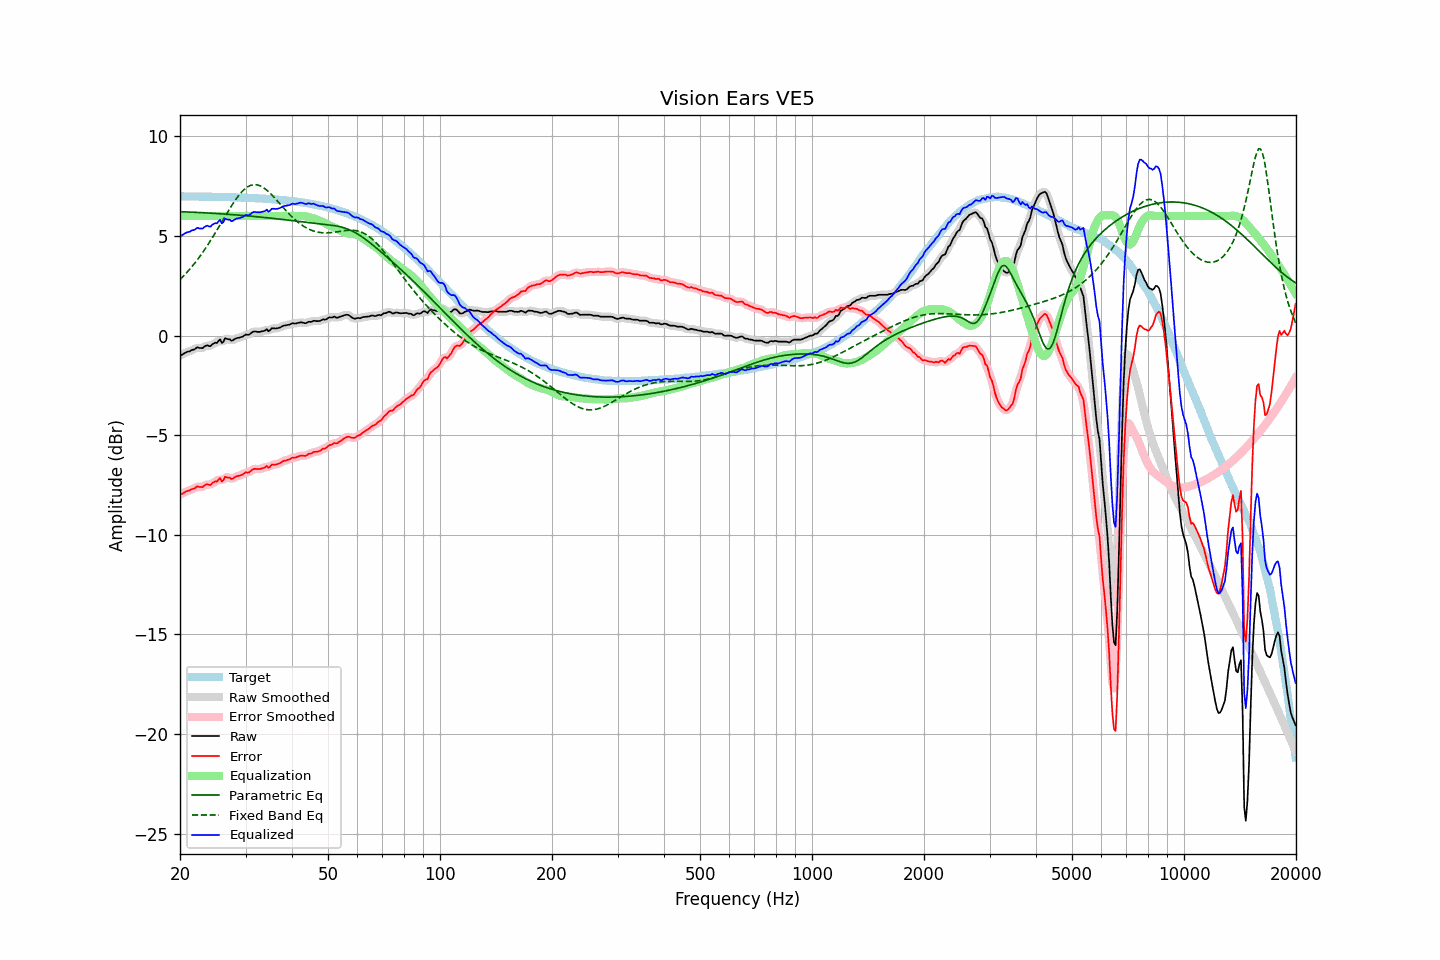 Vision Ears VE5
10
5
0
−5
−10
−15
−20
−25
Amplitude (dBr)
Target
Raw Smoothed
Error Smoothed
Raw
Error
Equalization
Parametric Eq
Fixed Band Eq
Equalized
20 50 100 200 500 1000 2000 5000 10000 20000
Frequency (Hz)